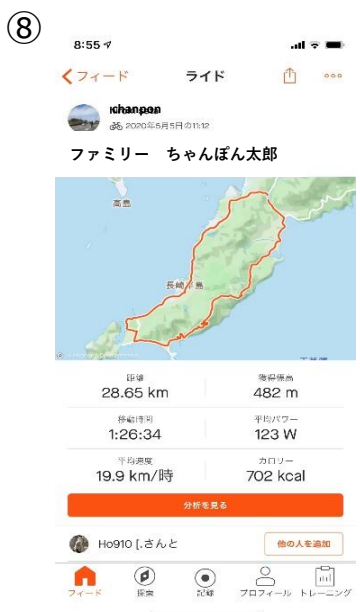 ⑧
8:55
フィード
ライド
chanpon
2020年5月5日の11:12
ファミリー ちゃんぽん太郎
高島
長崎半島
距離
獲得標高
28.65 km
482 m
移動時間
平均パワー
1:26:34
123 W
平均速度
カロリー
19.9 km/時
702 kcal
分析を見る
Ho910 [.さんと
他の人を追加
フィード
探索
記録
プロフィール
トレーニング